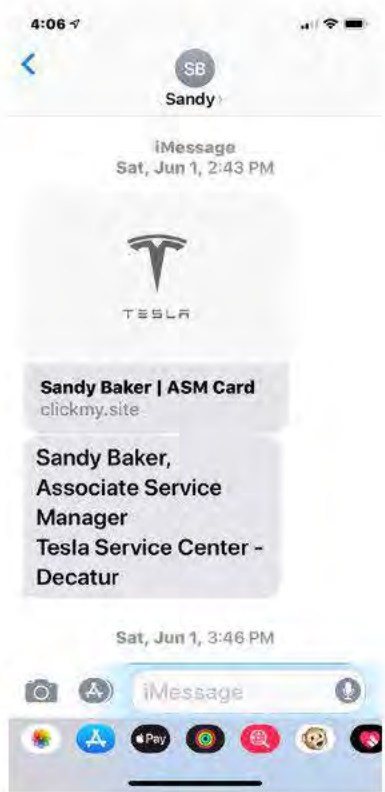 4:06
SB
Sandy
iMessage
Sat, Jun 1, 2:43 PM
TESLA
Sandy Baker | ASM Card
clickmy.site
Sandy Baker,
Associate Service
Manager
Tesla Service Center -
Decatur
Sat, Jun 1, 3:46 PM
iMessage
Pay